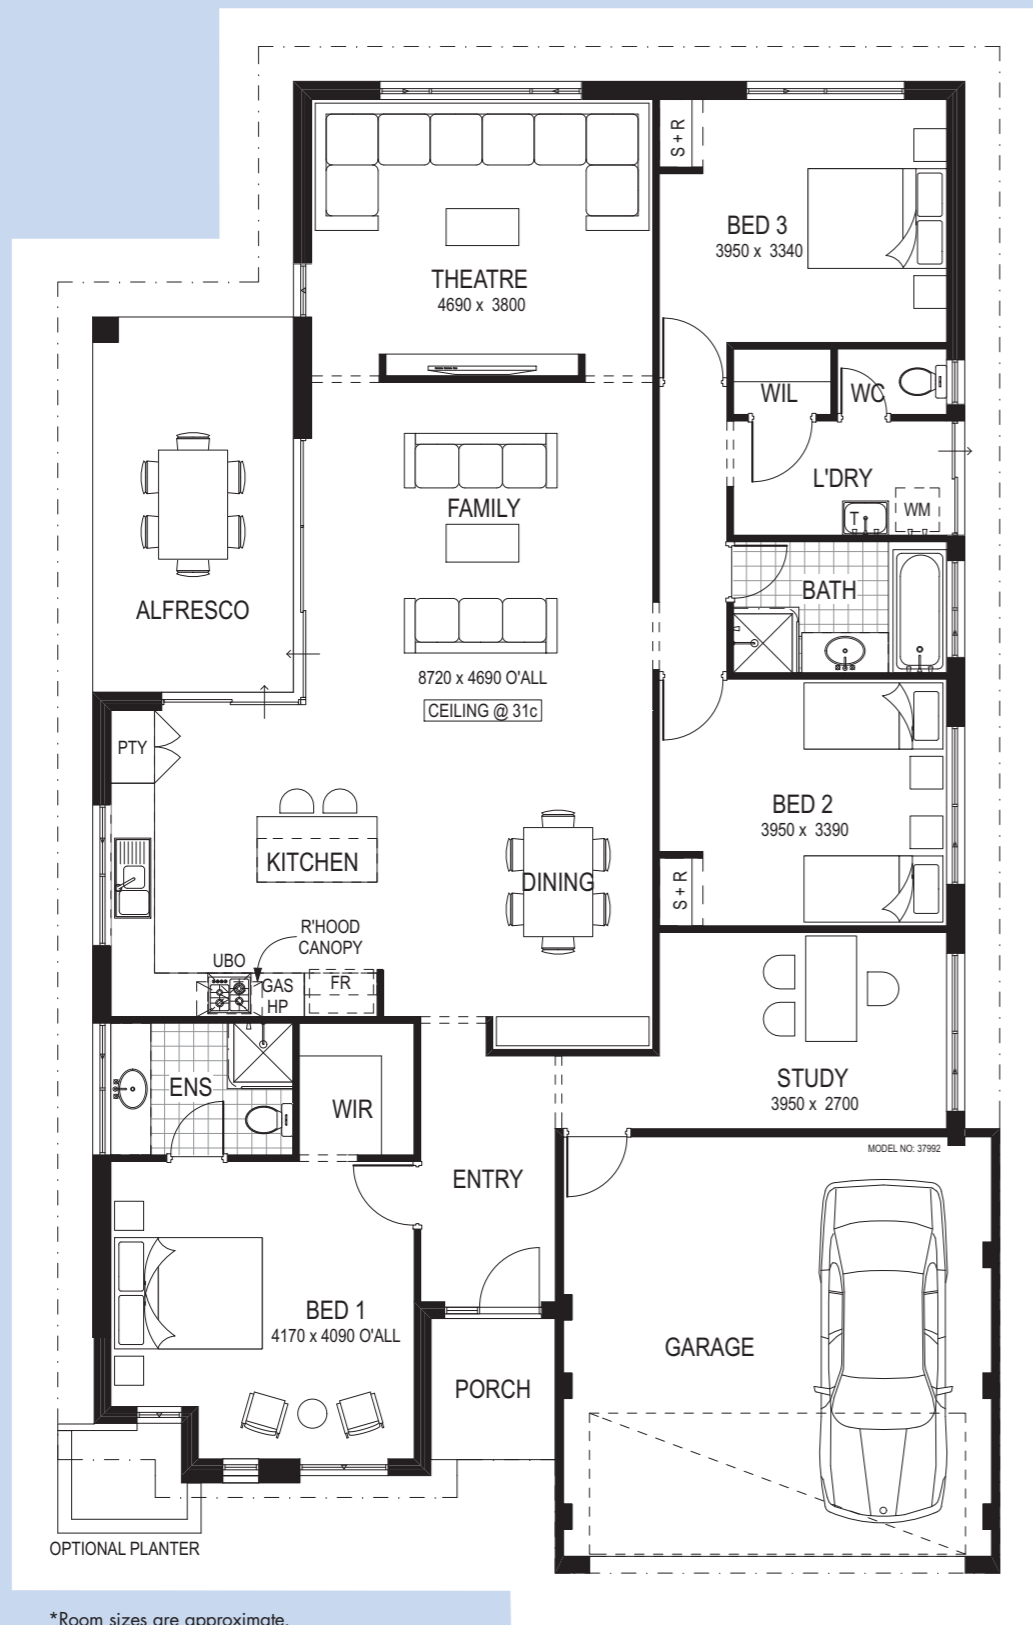 S + R
BED 3
3950 x 3340
THEATRE
4690 x 3800
WIL
WC
L'DRY
T
WM
FAMILY
BATH
ALFRESCO
8720 x 4690 O'ALL
CEILING @ 31c
PTY
BED 2
3950 x 3390
KITCHEN
DINING
S + R
R'HOOD
CANOPY
UBO
GAS
HP
FR
ENS
WIR
STUDY
3950 x 2700
MODEL NO: 37992
ENTRY
BED 1
4170 x 4090 O'ALL
GARAGE
PORCH
OPTIONAL PLANTER
*Room sizes are approximate.